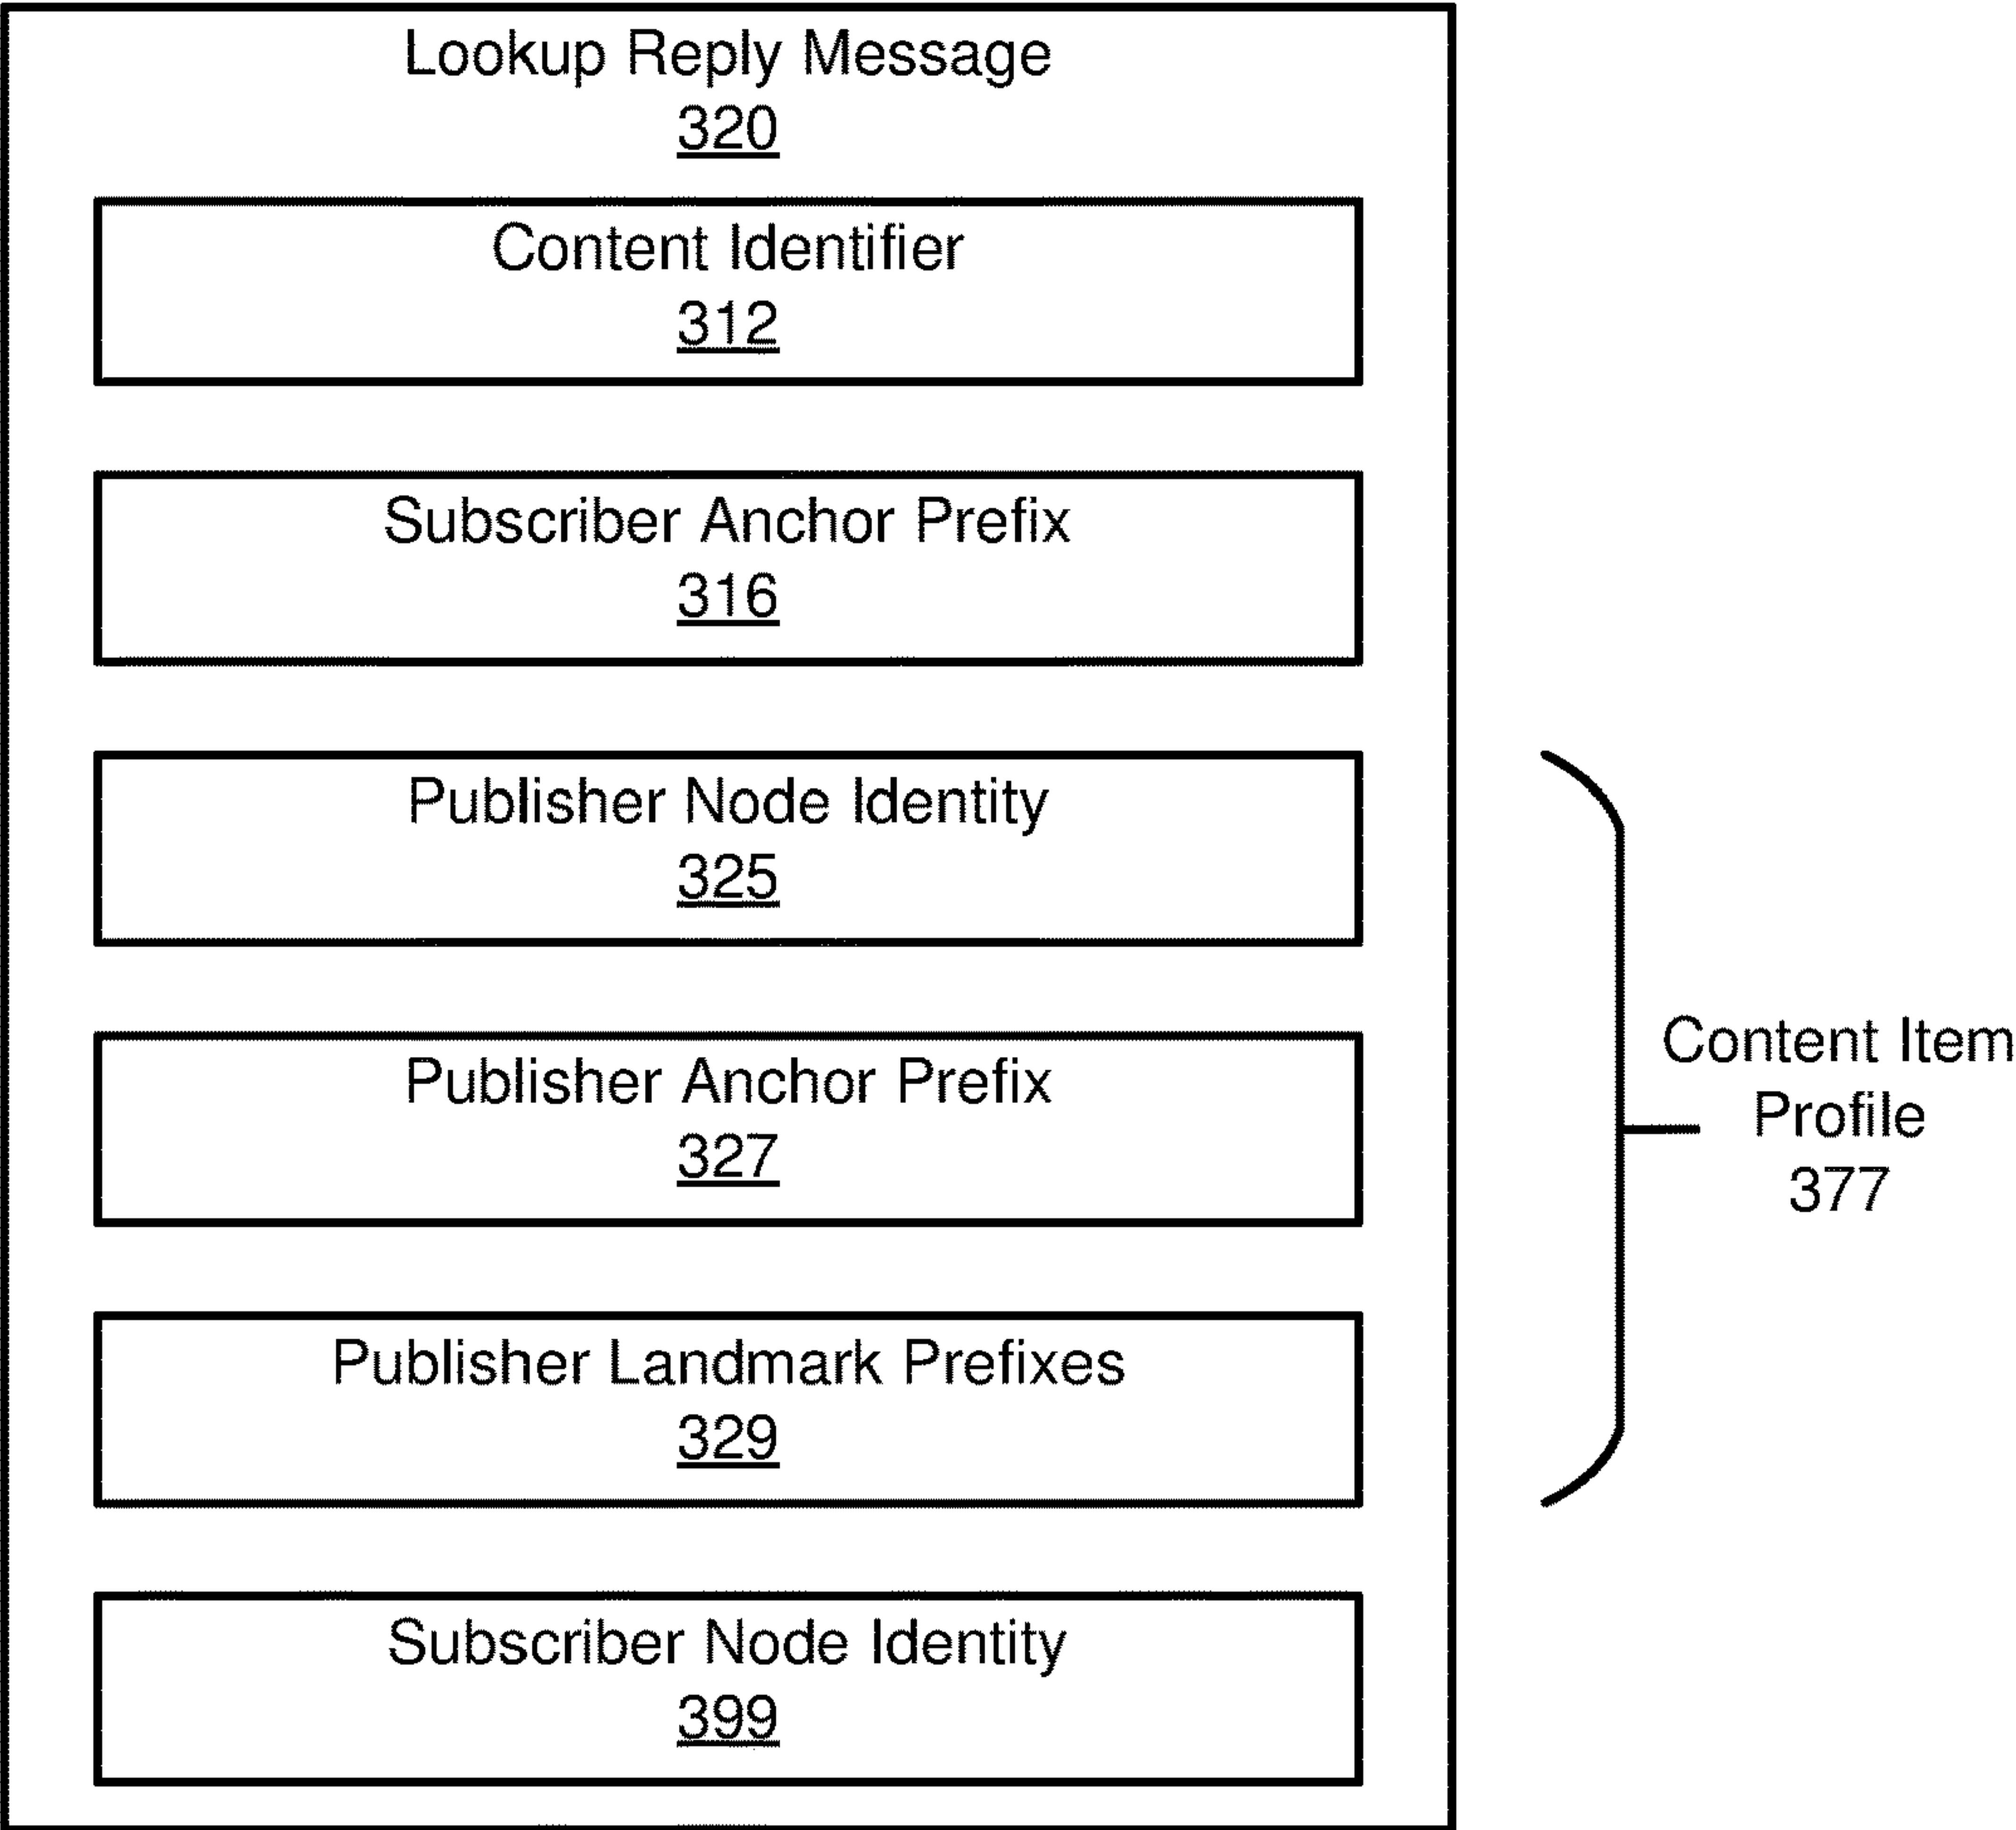 Lookup Reply Message
320
Content Identifier
312
Subscriber Anchor Prefix
316
Publisher Node Identity
325
Publisher Anchor Prefix
327
Publisher Landmark Prefixes
329
Subscriber Node Identity
399
Content Item
Profile
377